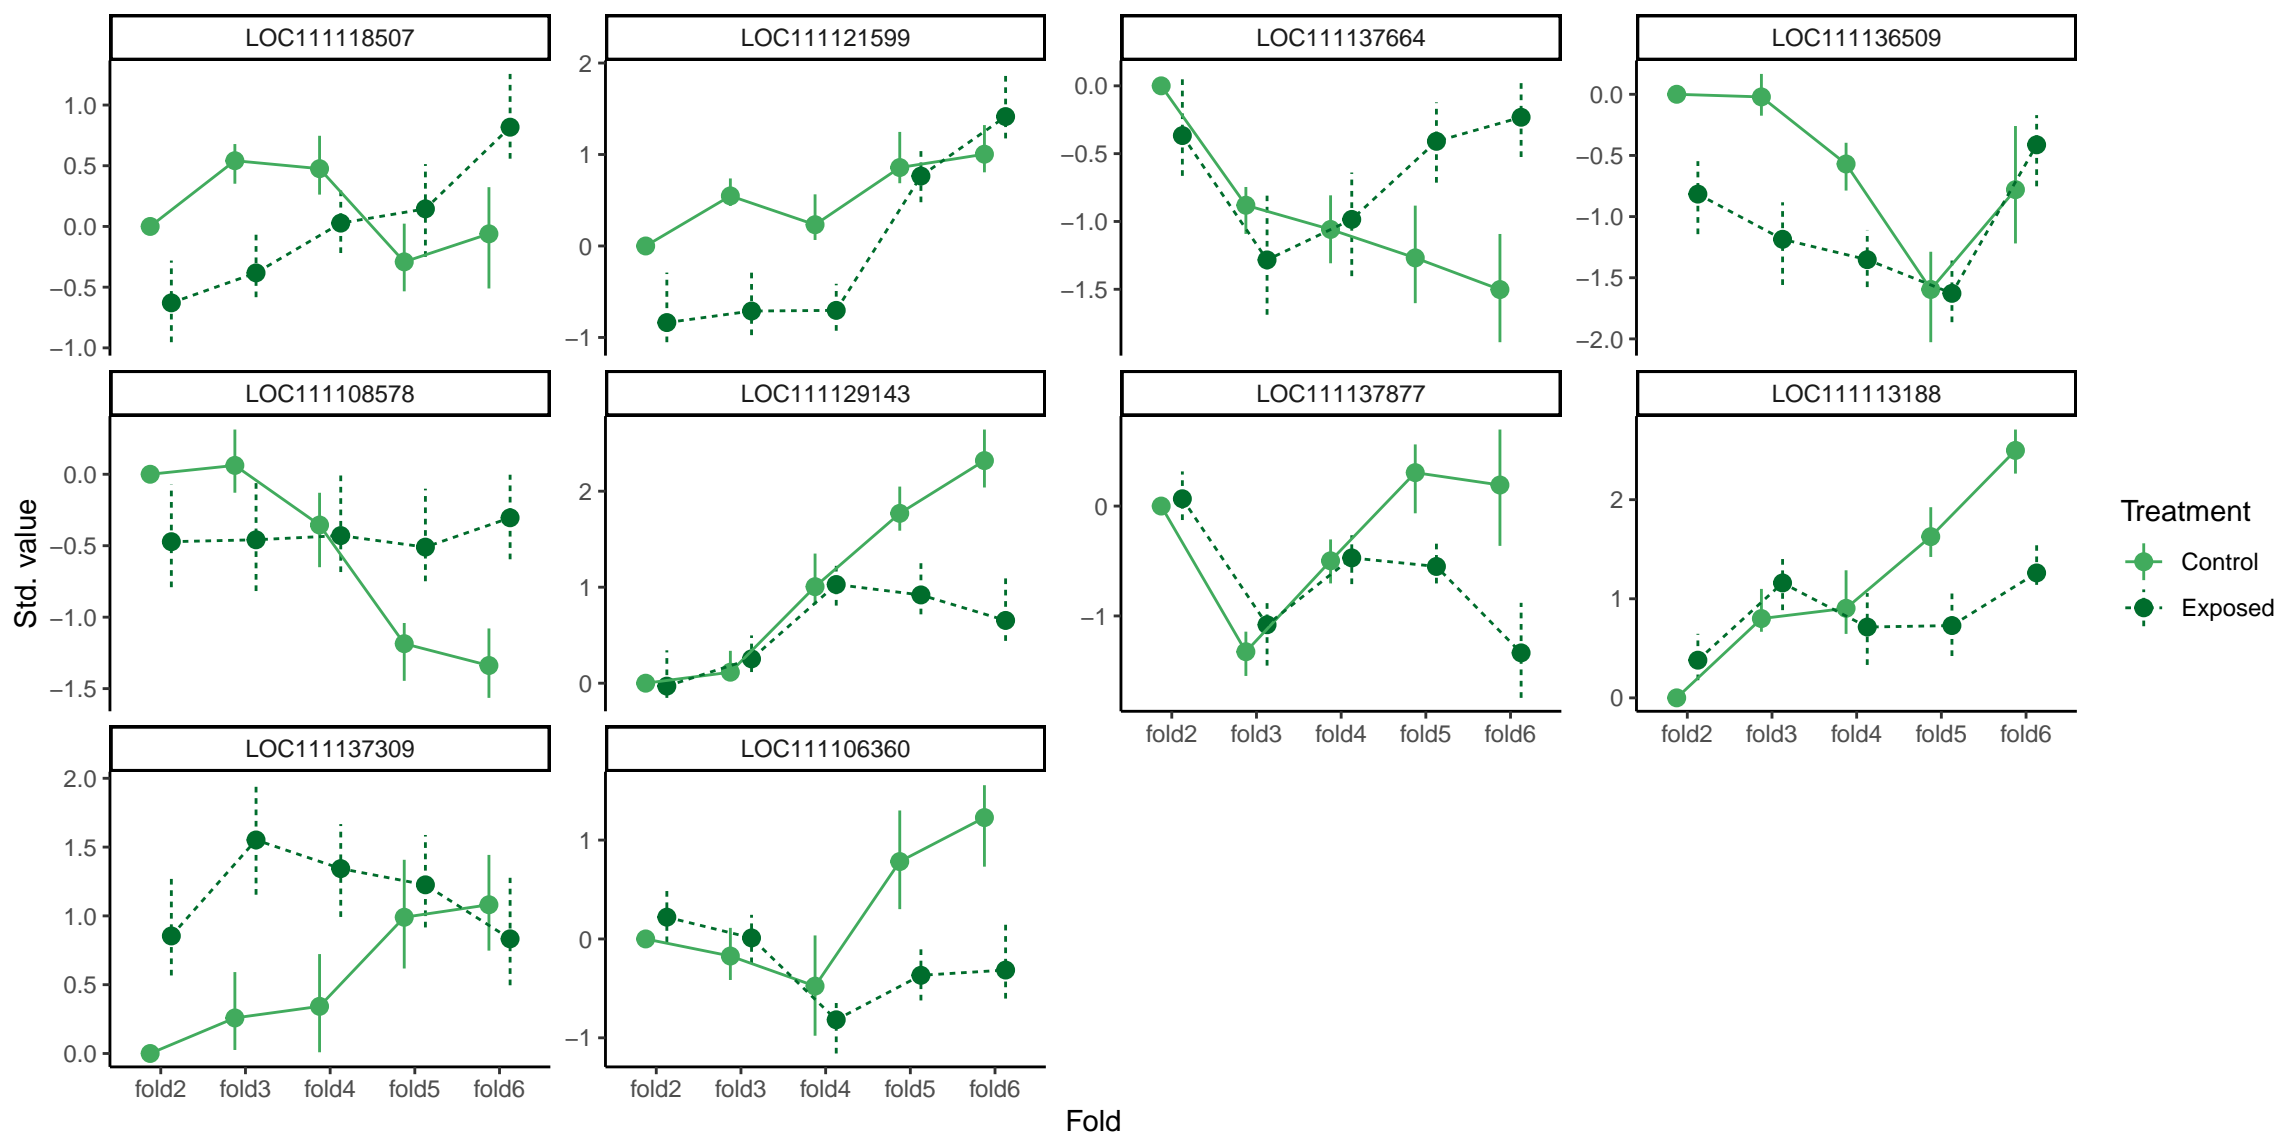 LOC111118507
LOC111121599
LOC111137664
LOC111136509
1.0
0.5
0.0
−0.5
−1.0
2
1
0
−1
0.0
−0.5
−1.0
−1.5
0.0
−0.5
−1.0
−1.5
−2.0
LOC111108578
LOC111129143
LOC111137877
LOC111113188
0.0
−0.5
−1.0
−1.5
2
1
0
0
−1
2
1
0
fold2 fold3 fold4 fold5 fold6
fold2 fold3 fold4 fold5 fold6
LOC111137309
LOC111106360
2.0
1.5
1.0
0.5
0.0
1
0
−1
fold2 fold3 fold4 fold5 fold6
fold2 fold3 fold4 fold5 fold6
Std. value
Fold
Treatment
Control
Exposed